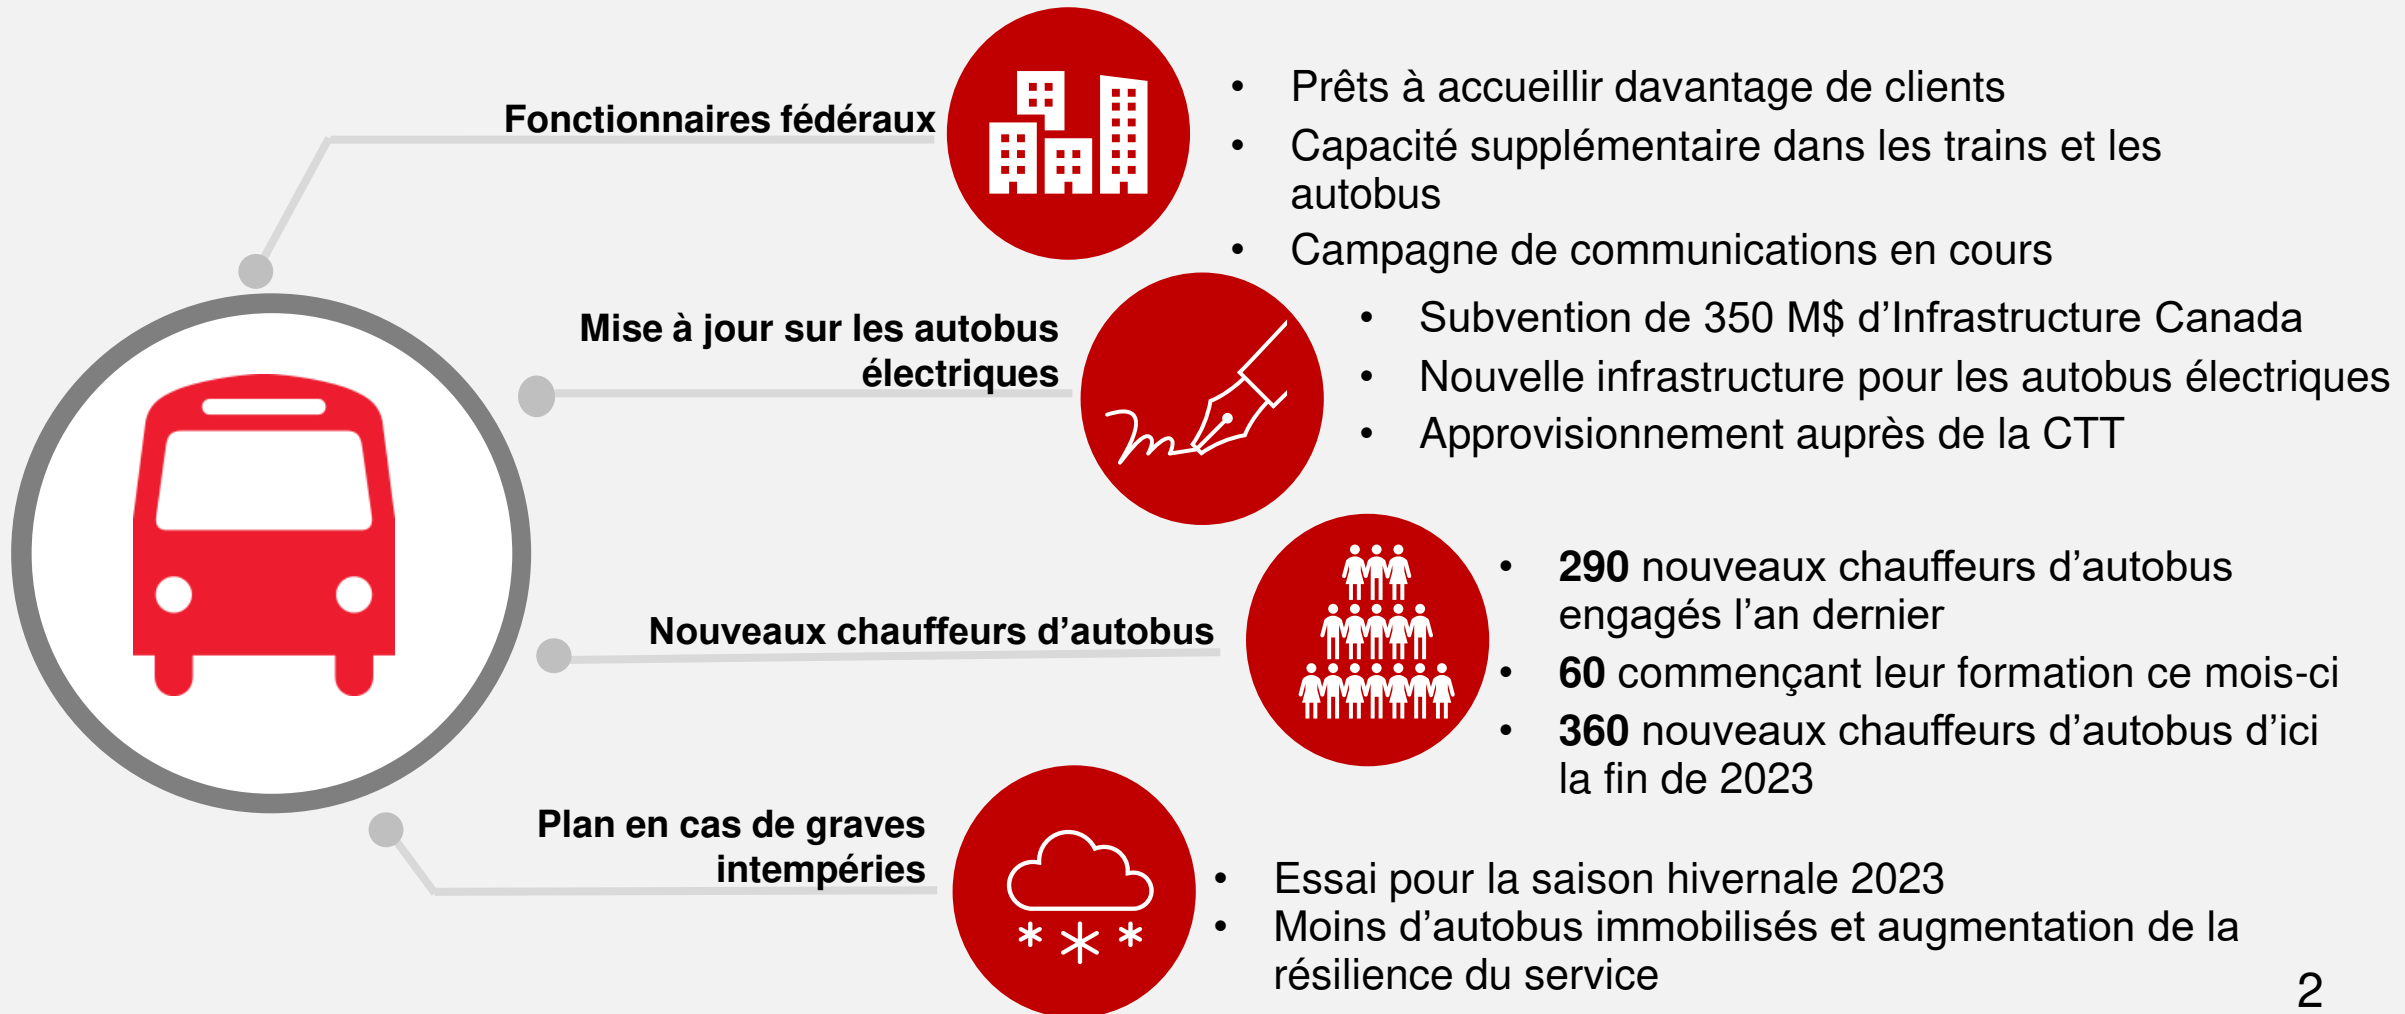 Fonctionnaires fédéraux
• Prêts à accueillir davantage de clients
• Capacité supplémentaire dans les trains et les
autobus
• Campagne de communications en cours
Mise à jour sur les autobus
électriques
• Subvention de 350 M$ d’Infrastructure Canada
• Nouvelle infrastructure pour les autobus électriques
• Approvisionnement auprès de la CTT
Nouveaux chauffeurs d’autobus
• 290 nouveaux chauffeurs d’autobus
engagés l’an dernier
• 60 commençant leur formation ce mois-ci
• 360 nouveaux chauffeurs d’autobus d’ici
la fin de 2023
Plan en cas de graves
intempéries
• Essai pour la saison hivernale 2023
• Moins d’autobus immobilisés et augmentation de la
résilience du service
2